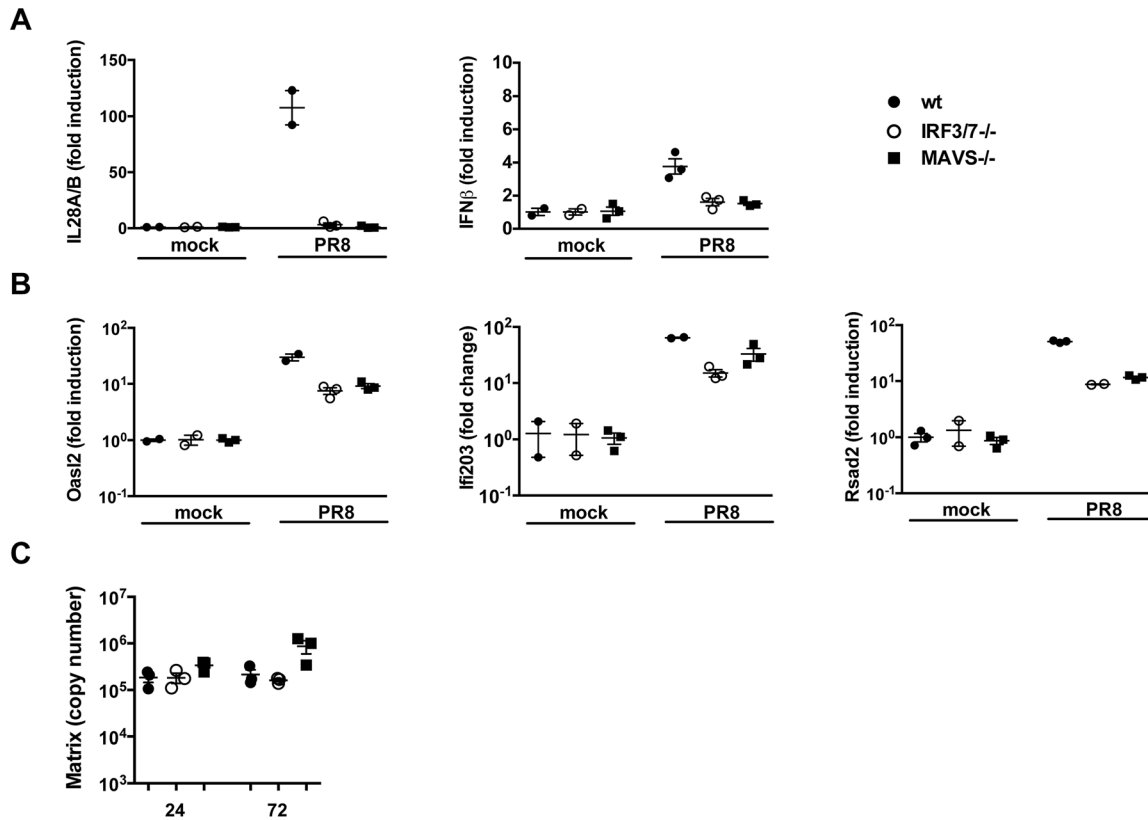 A
IL28A/B (fold induction)
150
100
50
0
mock
PR8
IFNβ (fold induction)
10
8
6
4
2
0
mock
PR8
wt
IRF3/7-/-
MAVS-/-
B
Oasl2 (fold induction)
10²
10¹
10⁰
10⁻¹
mock
PR8
Ifi203 (fold change)
10²
10¹
10⁰
10⁻¹
mock
PR8
Rsad2 (fold induction)
10²
10¹
10⁰
10⁻¹
mock
PR8
C
Matrix (copy number)
10⁷
10⁶
10⁵
10⁴
10³
24
72